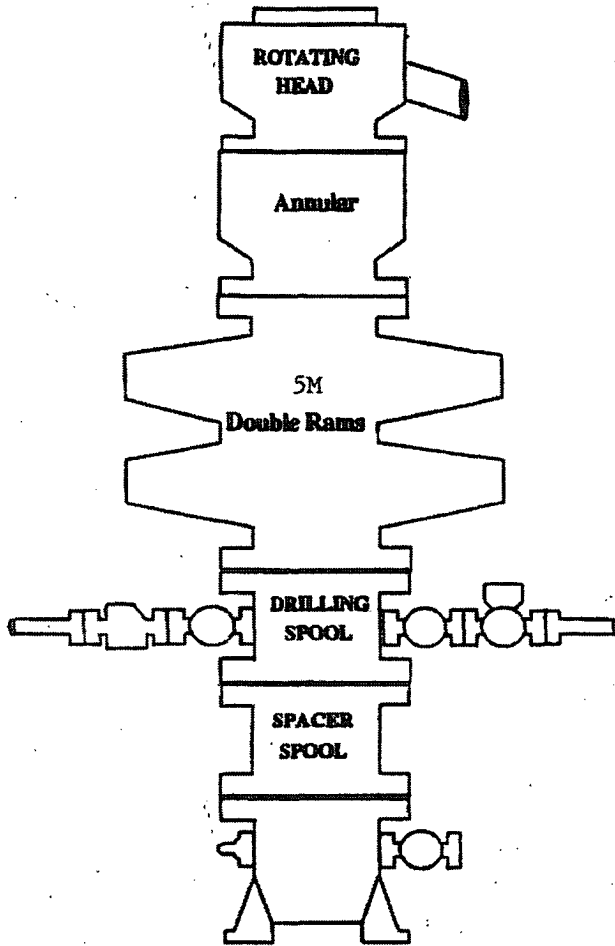 ROTATING
HEAD
Annular
5M
Double Rams
DRILLING
SPOOL
SPACER
SPOOL